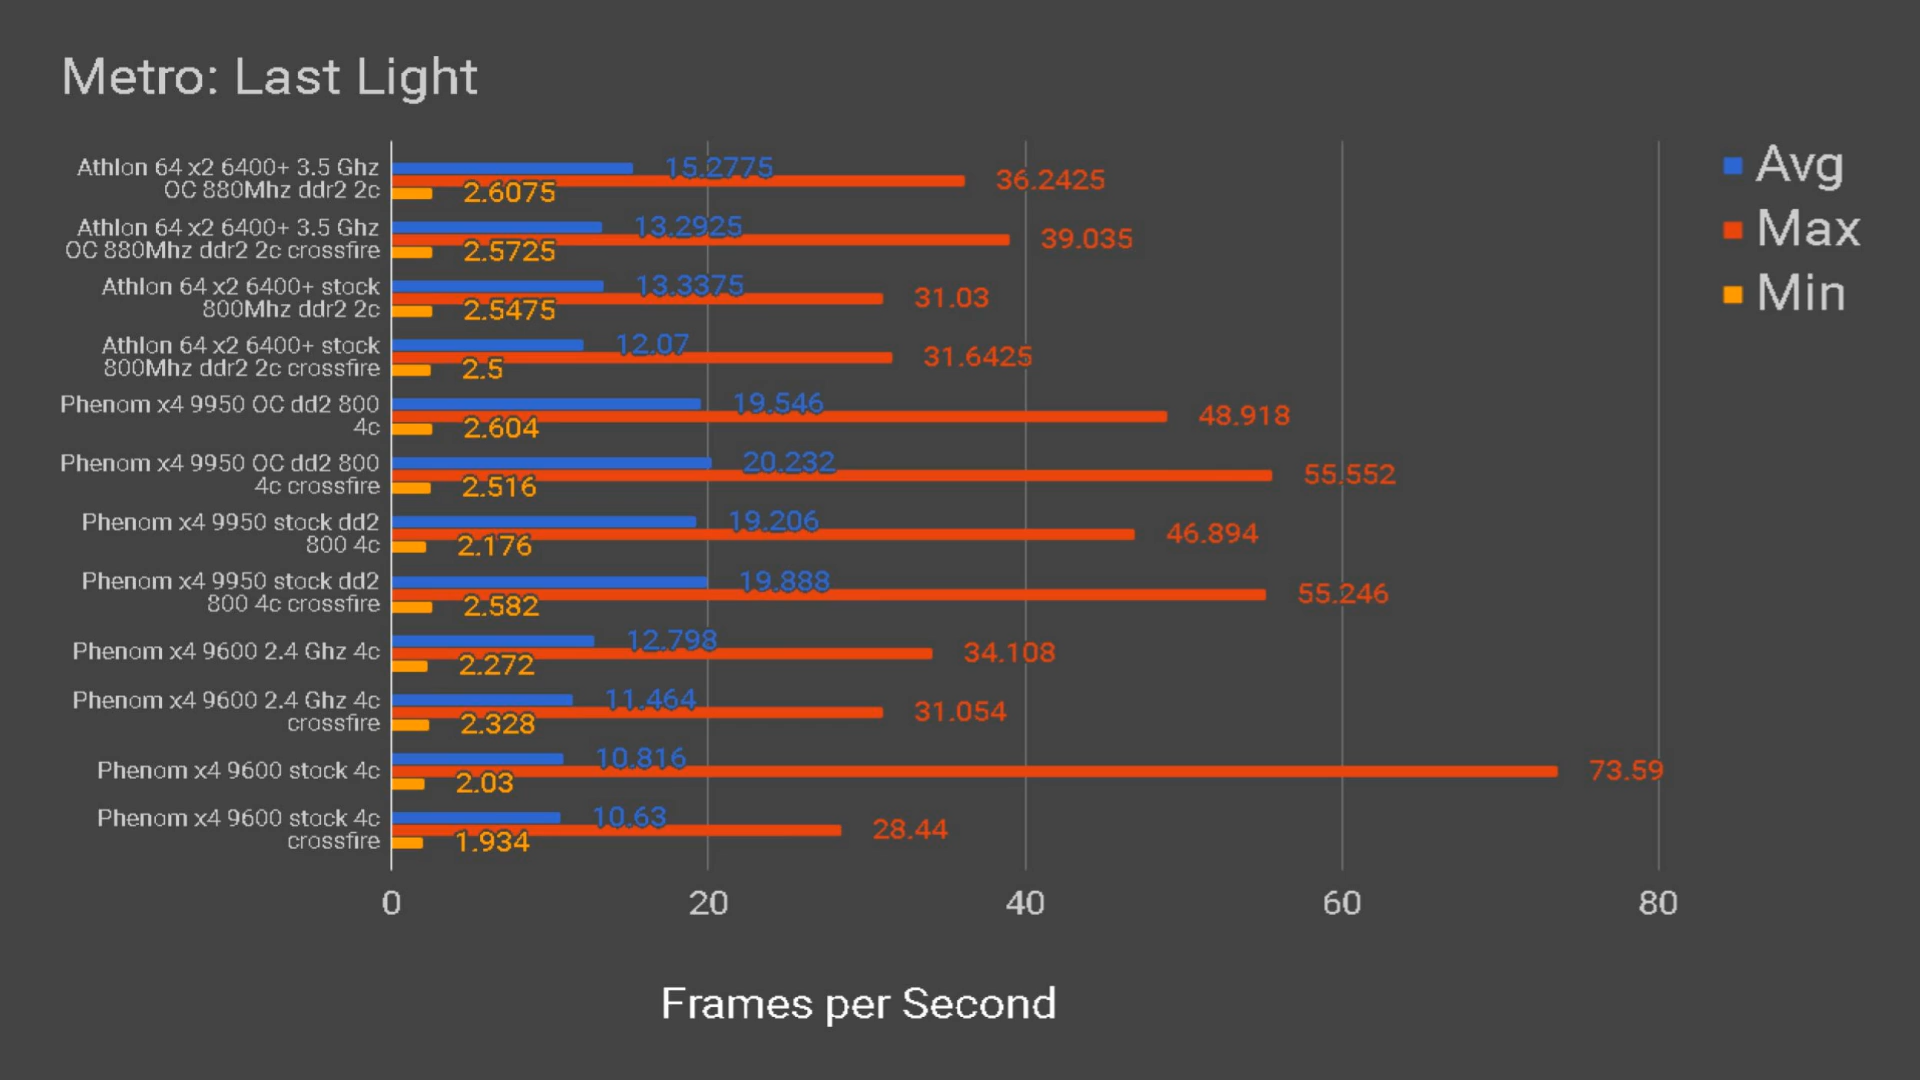 Metro: Last Light
Athlon 64 x2 6400+ 3.5 Ghz
OC 880Mhz ddr2 2c
15.2775
36.2425
2.6075
Athlon 64 x2 6400+ 3.5 Ghz
OC 880Mhz ddr2 2c crossfire
13.2925
39.035
2.5725
Athlon 64 x2 6400+ stock
800Mhz ddr2 2c
13.3375
31.03
2.5475
Athlon 64 x2 6400+ stock
800Mhz ddr2 2c crossfire
12.07
31.6425
2.5
Phenom x4 9950 OC dd2 800
4c
19.546
48.918
2.604
Phenom x4 9950 OC dd2 800
4c crossfire
20.232
55.552
2.516
Phenom x4 9950 stock dd2
800 4c
19.206
46.894
2.176
Phenom x4 9950 stock dd2
800 4c crossfire
19.888
55.246
2.582
Phenom x4 9600 2.4 Ghz 4c
12.798
34.108
2.272
Phenom x4 9600 2.4 Ghz 4c
crossfire
11.464
31.054
2.328
Phenom x4 9600 stock 4c
10.816
73.59
2.03
Phenom x4 9600 stock 4c
crossfire
10.63
28.44
1.934
0 20 40 60 80
Frames per Second
Avg
Max
Min